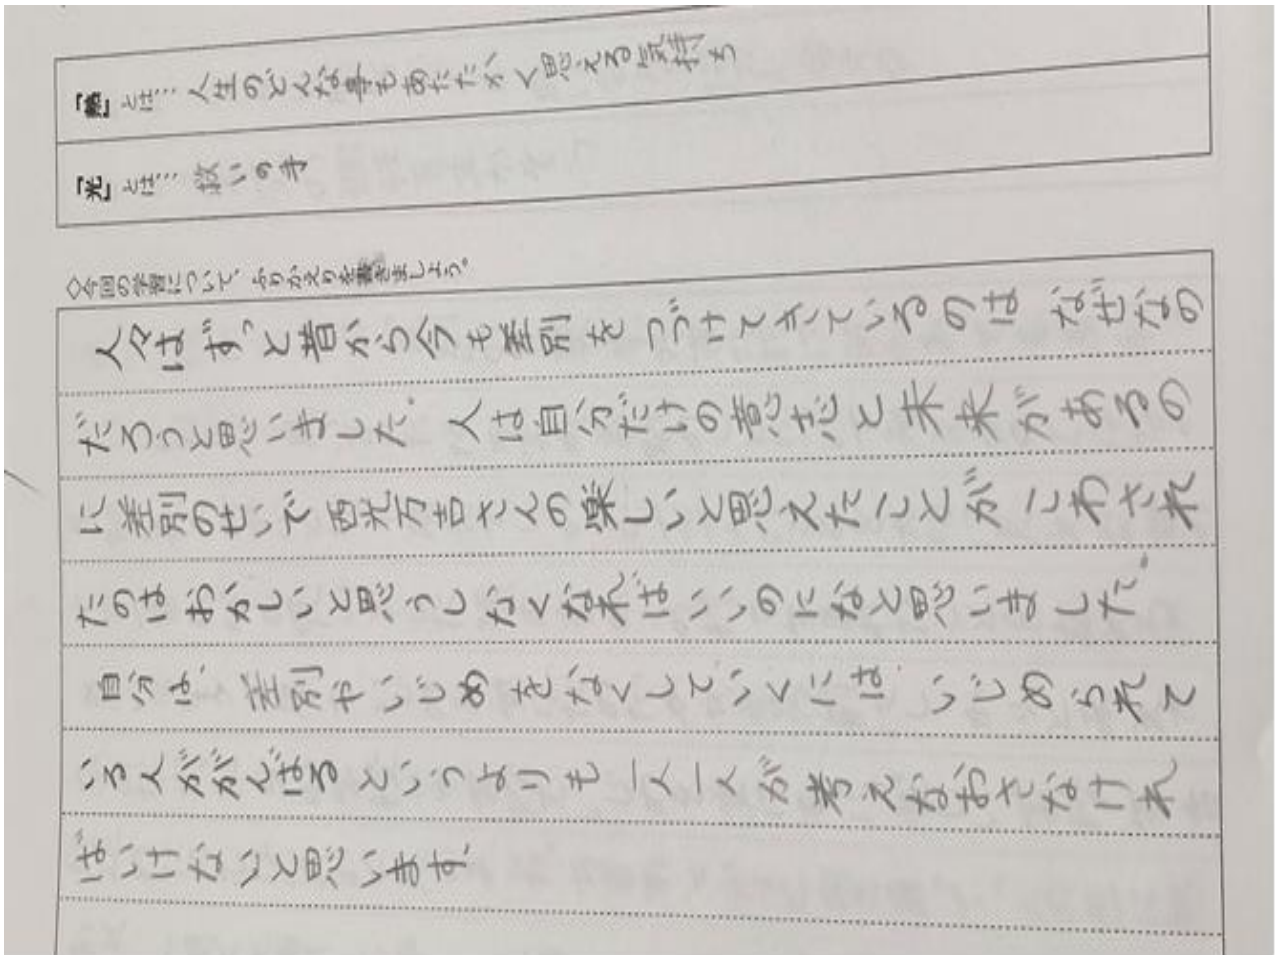 「熱」とは… 人生のどんな事もあたたかく思える気持ち
「光」とは… 救いの手
◇今回の学習について、ふりかえりを書きましょう。
人々はずっと昔から今も差別をつづけてきているのは なぜなの
だろうと思いました。人は自分だけの意志と未来があるの
に差別のせいで西光万吉さんの楽しいと思えたことがこわされ
たのはおかしいと思うしなくなればいいのになと思いました。
自分は、差別やいじめをなくしていくには、いじめられて
いる人ががんばるというよりも一人一人が考えなおさなけれ
ばいけないと思います。